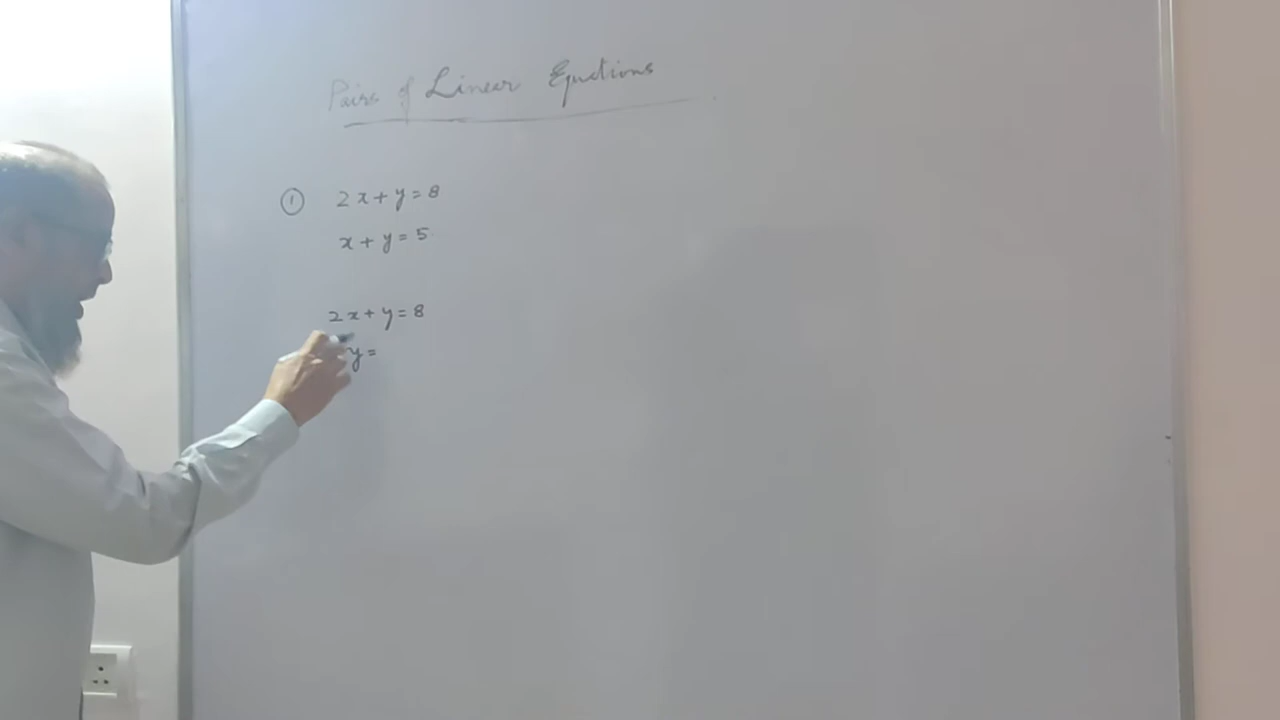 Pairs of Linear Equations
① 2x+y=8
x+y=5
2x+y=8
y=